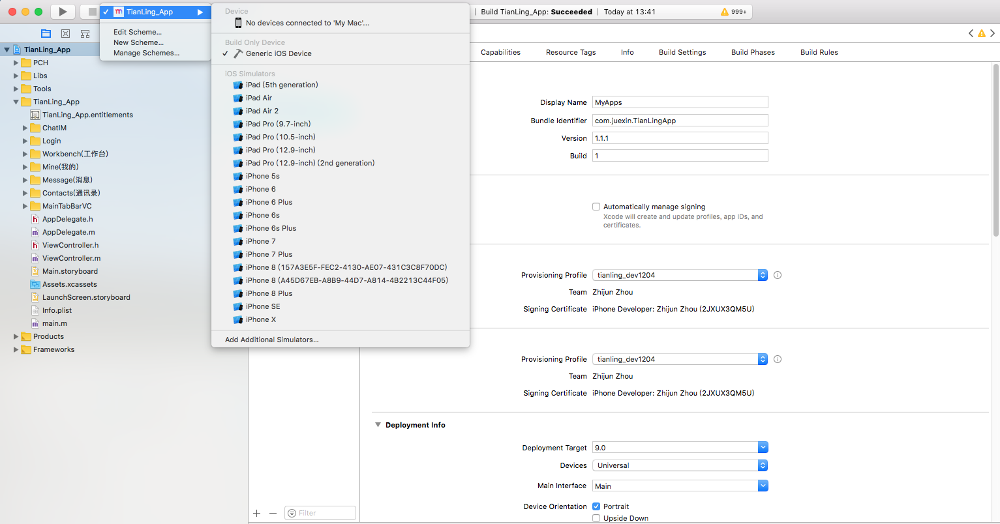 TianLing_App
Edit Scheme...
New Scheme...
Manage Schemes...
Device
No devices connected to 'My Mac'...
Build Only Device
Generic iOS Device
iOS Simulators
iPad (5th generation)
iPad Air
iPad Air 2
iPad Pro (9.7-inch)
iPad Pro (10.5-inch)
iPad Pro (12.9-inch)
iPad Pro (12.9-inch) (2nd generation)
iPhone 5s
iPhone 6
iPhone 6 Plus
iPhone 6s
iPhone 6s Plus
iPhone 7
iPhone 7 Plus
iPhone 8 (157A3E5F-FEC2-4130-AE07-431C3C8F70DC)
iPhone 8 (A45D67EB-A8B9-44D7-A814-4B2213C44F05)
iPhone 8 Plus
iPhone SE
iPhone X
Add Additional Simulators...
Build TianLing_App: Succeeded | Today at 13:41
999+
TianLing_App
PCH
Libs
Tools
TianLing_App
TianLing_App.entitlements
ChatIM
Login
Workbench(工作台)
Mine(我的)
Message(消息)
Contacts(通讯录)
MainTabBarVC
AppDelegate.h
AppDelegate.m
ViewController.h
ViewController.m
Main.storyboard
Assets.xcassets
LaunchScreen.storyboard
Info.plist
main.m
Products
Frameworks
Filter
Capabilities Resource Tags Info Build Settings Build Phases Build Rules
Display Name MyApps
Bundle Identifier com.juexin.TianLingApp
Version 1.1.1
Build 1
Automatically manage signing
Xcode will create and update profiles, app IDs, and
certificates.
Provisioning Profile tianling_dev1204
Team Zhijun Zhou
Signing Certificate iPhone Developer: Zhijun Zhou (2JXUX3QM5U)
Provisioning Profile tianling_dev1204
Team Zhijun Zhou
Signing Certificate iPhone Developer: Zhijun Zhou (2JXUX3QM5U)
Deployment Info
Deployment Target 9.0
Devices Universal
Main Interface Main
Device Orientation Portrait
Upside Down